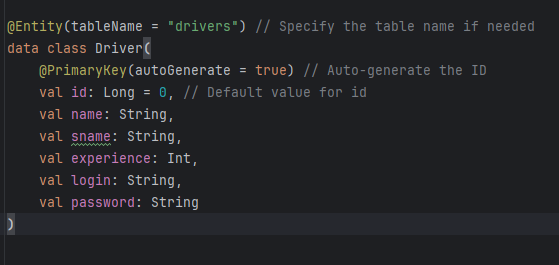 @Entity(tableName = "drivers") // Specify the table name if needed
data class Driver(
    @PrimaryKey(autoGenerate = true) // Auto-generate the ID
    val id: Long = 0, // Default value for id
    val name: String,
    val sname: String,
    val experience: Int,
    val login: String,
    val password: String
)